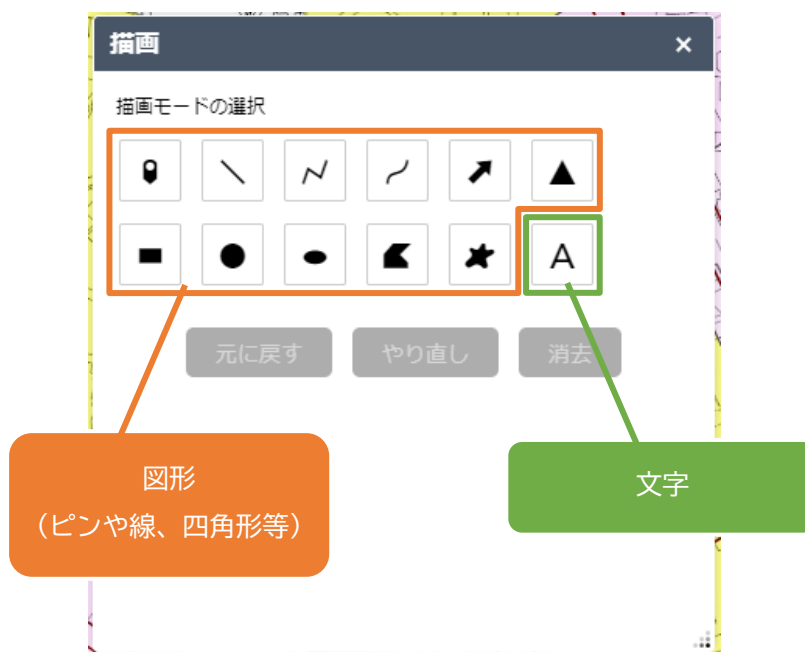 描画
×
描画モードの選択
A
元に戻す
やり直し
消去
図形
（ピンや線、四角形等）
文字